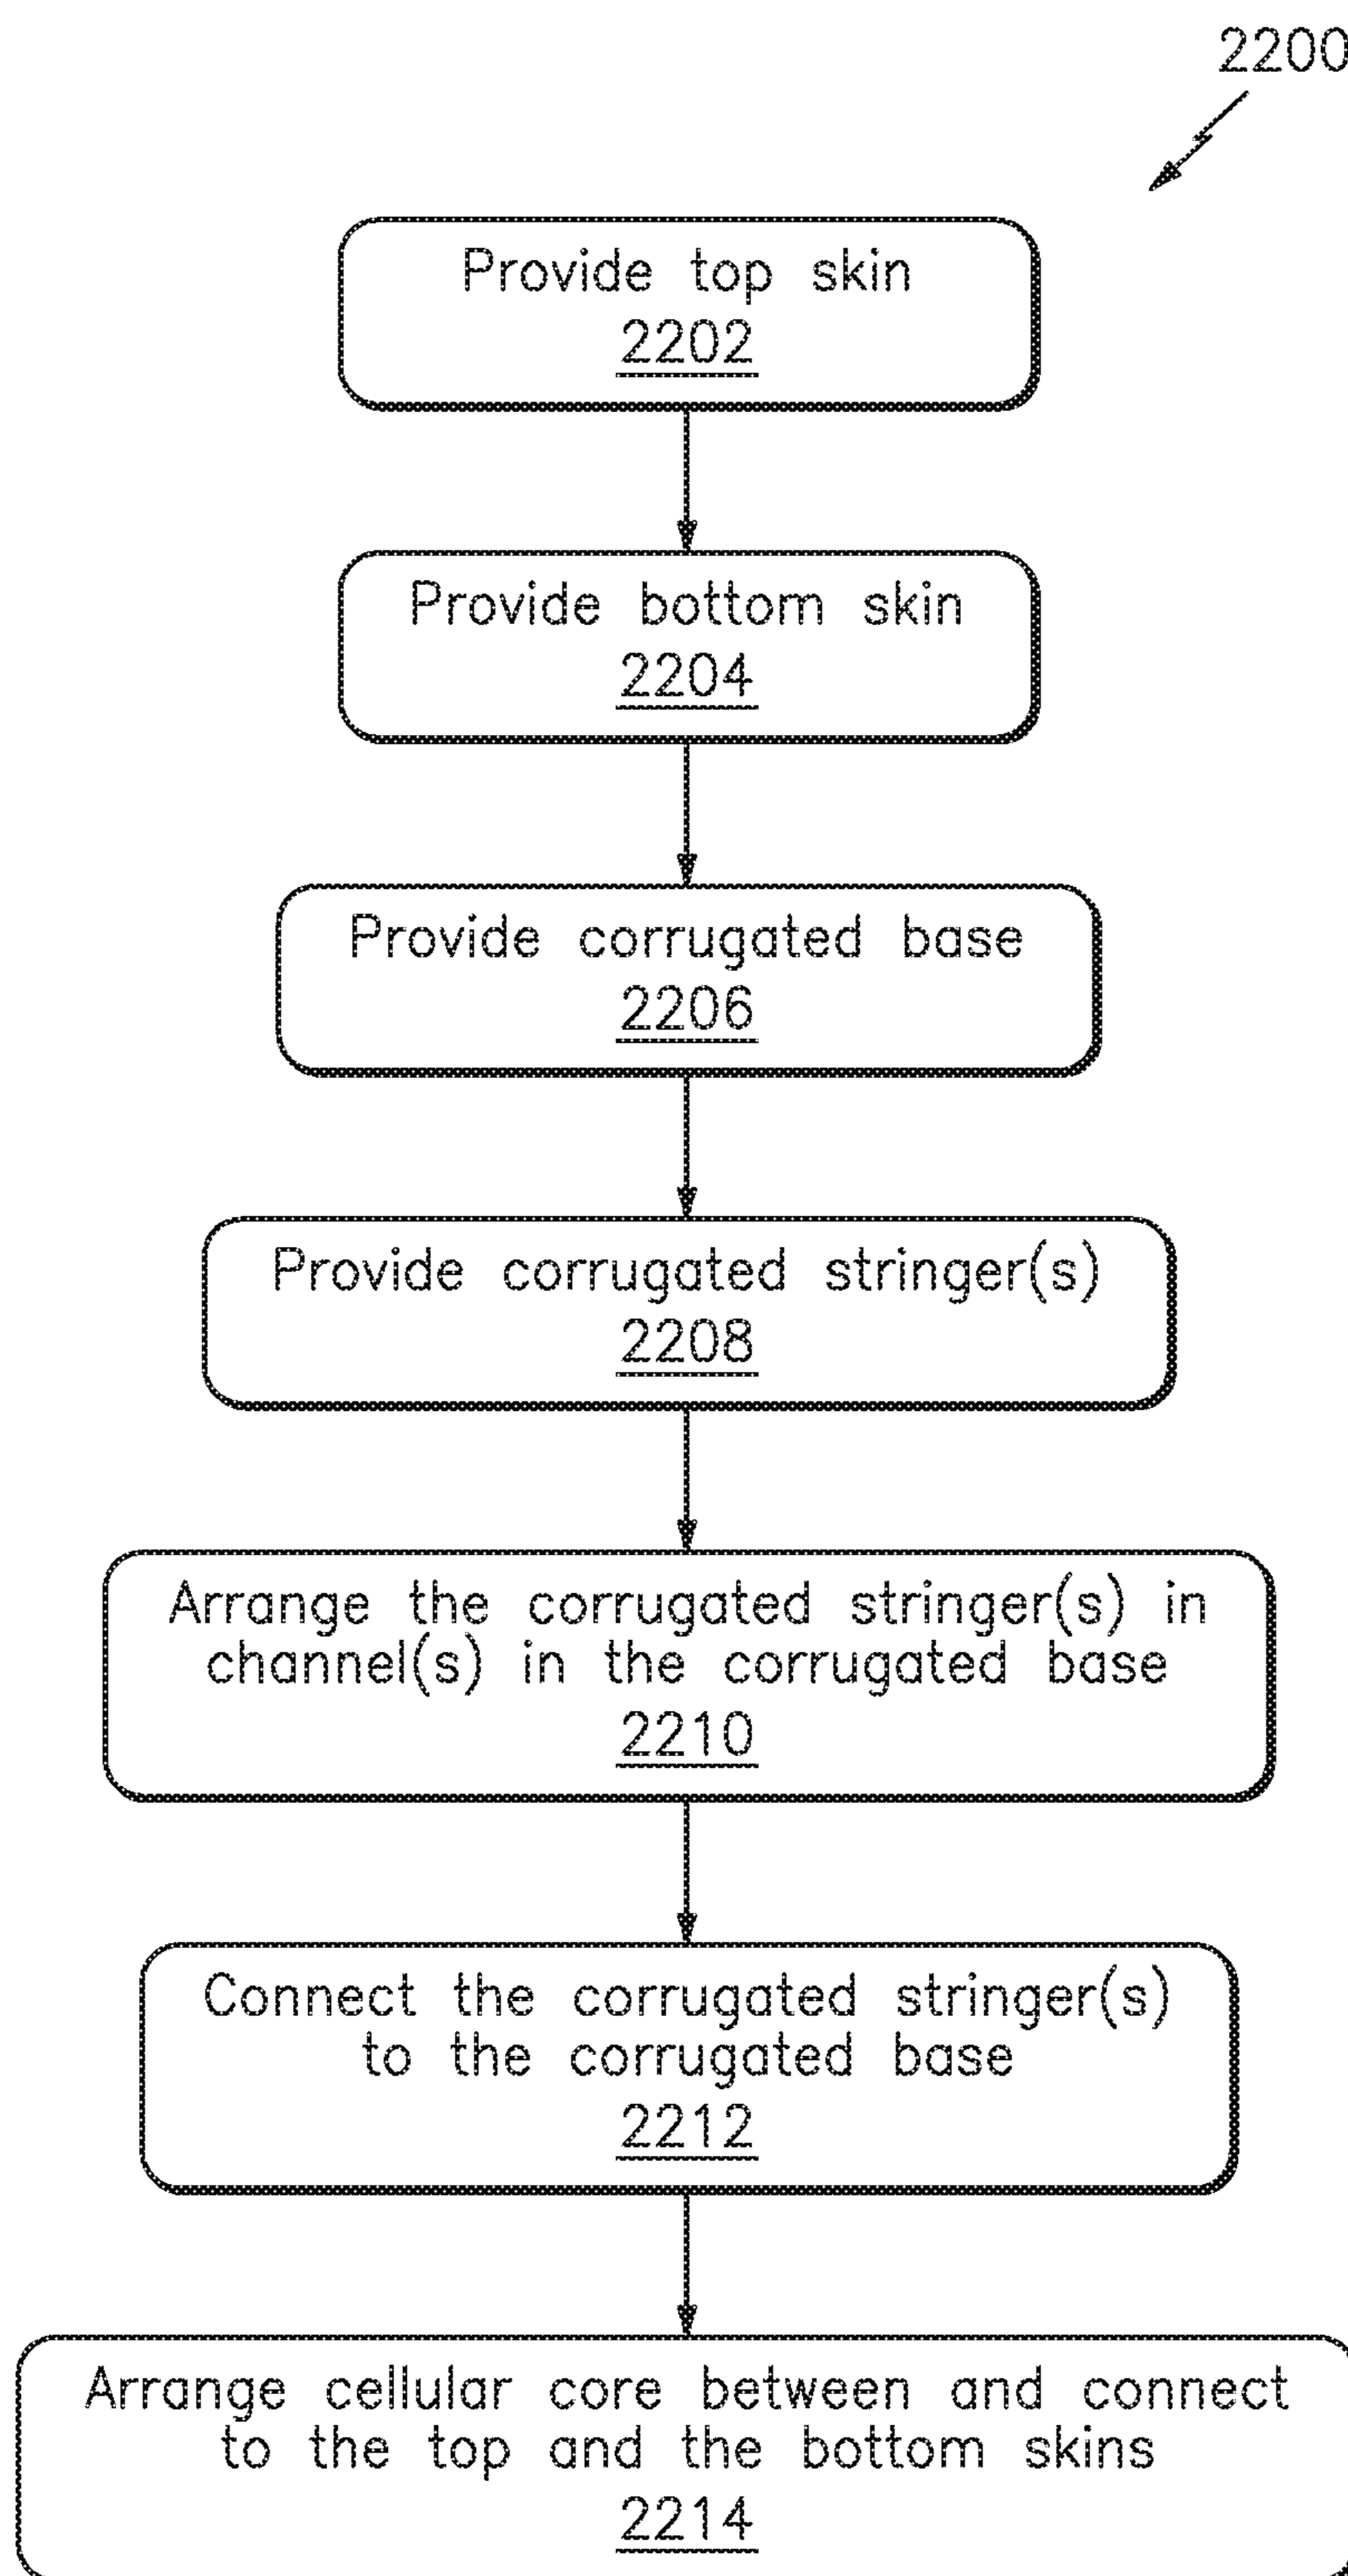 2200
Provide top skin
2202
Provide bottom skin
2204
Provide corrugated base
2206
Provide corrugated stringer(s)
2208
Arrange the corrugated stringer(s) in
channel(s) in the corrugated base
2210
Connect the corrugated stringer(s)
to the corrugated base
2212
Arrange cellular core between and connect
to the top and the bottom skins
2214